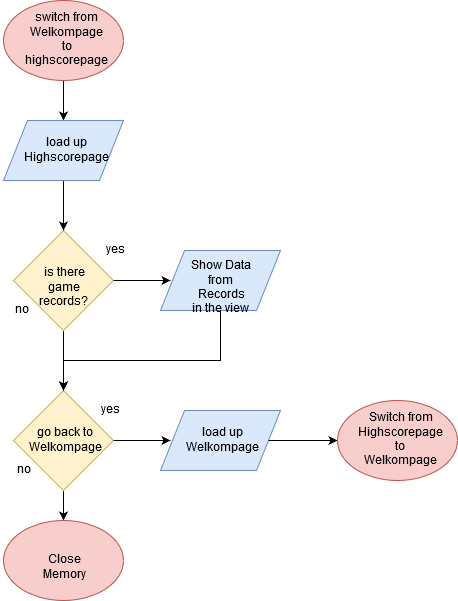 switch from
Welkompage
to
highscorepage
load up
Highscorepage
yes
is there
game
records?
no
Show Data
from
Records
in the view
yes
go back to
Welkompage
no
load up
Welkompage
Switch from
Highscorepage
to
Welkompage
Close
Memory